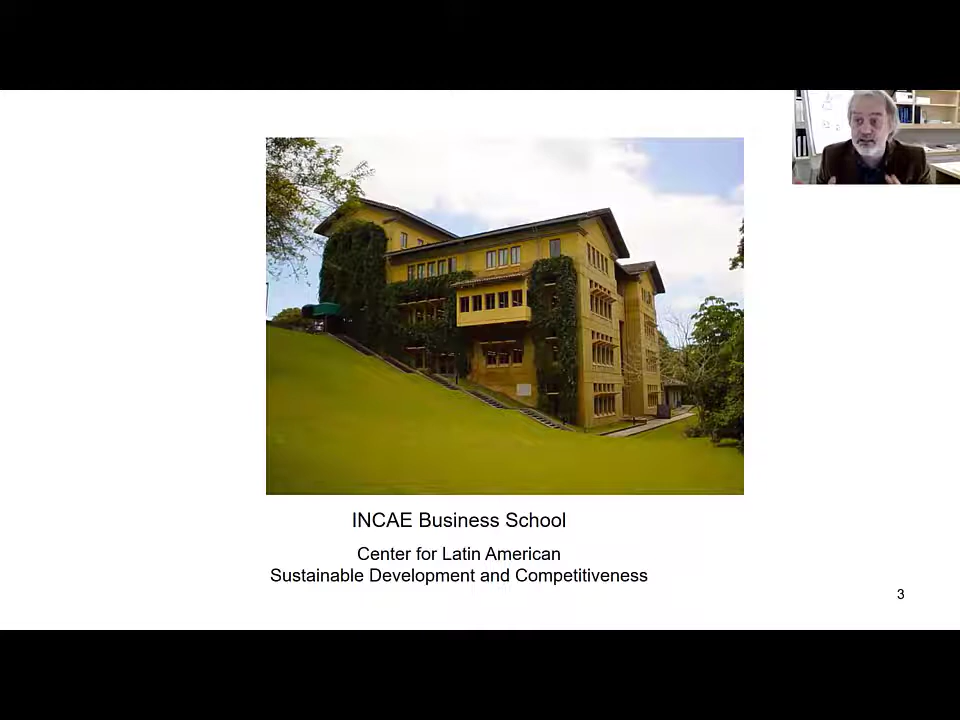 INCAE Business School
Center for Latin American
Sustainable Development and Competitiveness
3